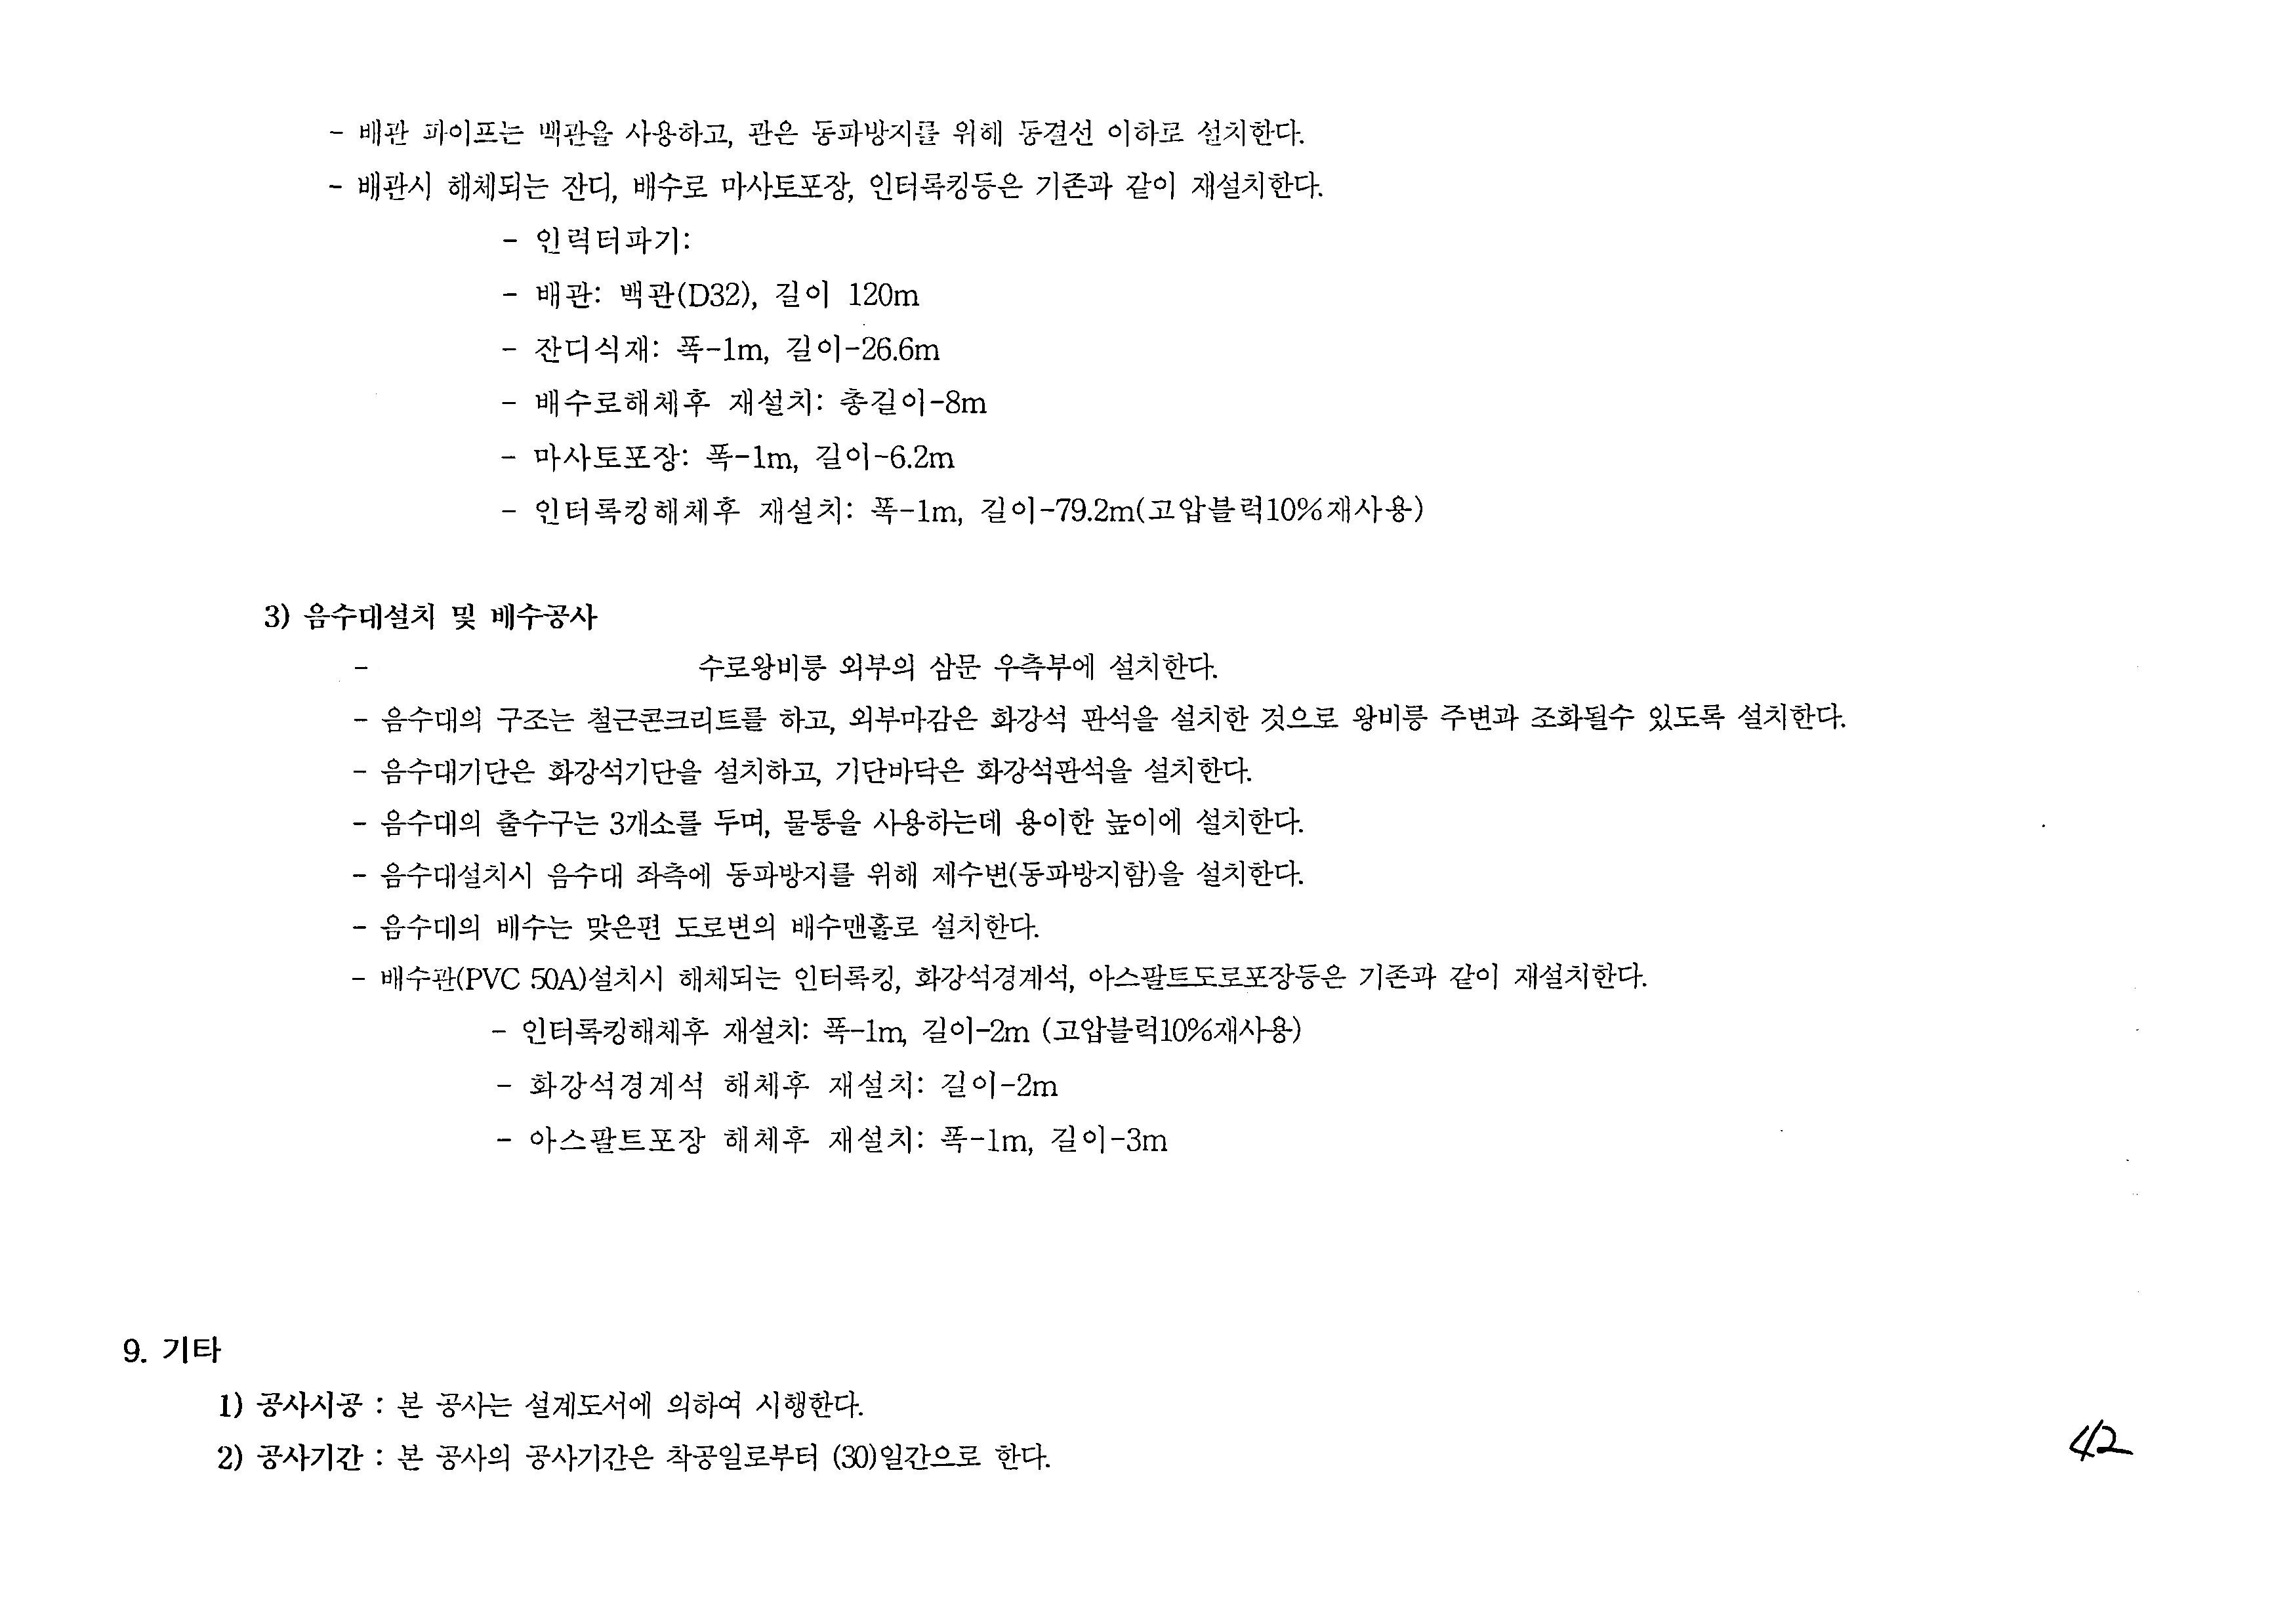 - 배관 파이프는 백관을 사용하고, 관은 동파방지를 위해 동결선 이하로 설치한다.
- 배관시 해체되는 잔디, 배수로 마사토포장, 인터록킹등은 기존과 같이 재설치한다.
- 인력터파기:
- 배관: 백관(D32), 길이 120m
- 잔디식재: 폭-1m, 길이-26.6m
- 배수로해체후 재설치: 총길이-8m
- 마사토포장: 폭-1m, 길이-6.2m
- 인터록킹해체후 재설치: 폭-1m, 길이-79.2m(고압블럭10%재사용)
3) 음수대설치 및 배수공사
- 수로왕비릉 외부의 삼문 우측부에 설치한다.
- 음수대의 구조는 철근콘크리트를 하고, 외부마감은 화강석 판석을 설치한 것으로 왕비릉 주변과 조화될수 있도록 설치한다.
- 음수대기단은 화강석기단을 설치하고, 기단바닥은 화강석판석을 설치한다.
- 음수대의 출수구는 3개소를 두며, 물통을 사용하는데 용이한 높이에 설치한다.
- 음수대설치시 음수대 좌측에 동파방지를 위해 제수변(동파방지함)을 설치한다.
- 음수대의 배수는 맞은편 도로변의 배수맨홀로 설치한다.
- 배수관(PVC 50A)설치시 해체되는 인터록킹, 화강석경계석, 아스팔트도로포장등은 기존과 같이 재설치한다.
- 인터록킹해체후 재설치: 폭-1m, 길이-2m (고압블럭10%재사용)
- 화강석경계석 해체후 재설치: 길이-2m
- 아스팔트포장 해체후 재설치: 폭-1m, 길이-3m
9. 기타
1) 공사시공 : 본 공사는 설계도서에 의하여 시행한다.
2) 공사기간 : 본 공사의 공사기간은 착공일로부터 (30)일간으로 한다.
42